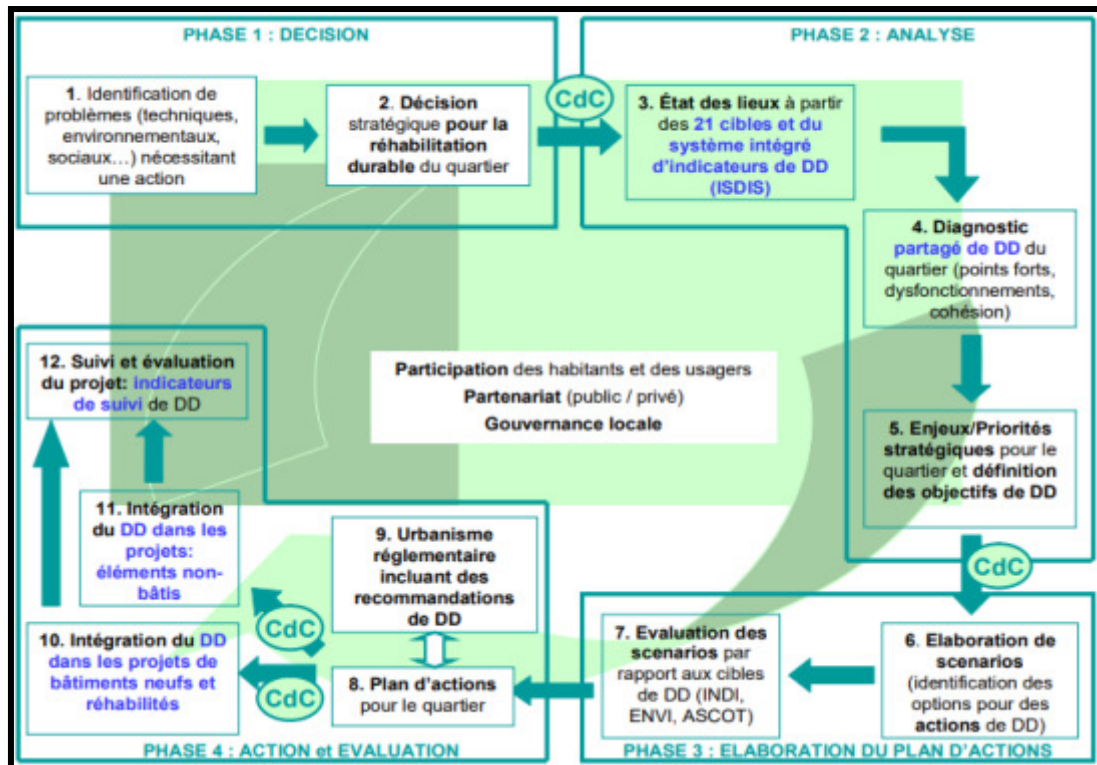 PHASE 1 : DECISION
1. Identification de
problèmes (techniques,
environnementaux,
sociaux…) nécessitant
une action
2. Décision
stratégique pour la
réhabilitation
durable du quartier
CdC
PHASE 2 : ANALYSE
3. État des lieux à partir
des 21 cibles et du
système intégré
d'indicateurs de DD
(ISDIS)
4. Diagnostic
partagé de DD du
quartier (points forts,
dysfonctionnements,
cohésion)
5. Enjeux/Priorités
stratégiques pour le
quartier et définition
des objectifs de DD
CdC
Participation des habitants et des usagers
Partenariat (public / privé)
Gouvernance locale
6. Elaboration de
scenarios
(identification des
options pour des
actions de DD)
7. Evaluation des
scenarios par
rapport aux cibles
de DD (INDI,
ENVI, ASCOT)
PHASE 3 : ELABORATION DU PLAN D'ACTIONS
8. Plan d'actions
pour le quartier
9. Urbanisme
réglementaire
incluant des
recommandations
de DD
CdC
CdC
10. Intégration du DD
dans les projets de
bâtiments neufs et
réhabilités
11. Intégration
du DD dans les
projets:
éléments non-
bâtis
12. Suivi et évaluation
du projet: indicateurs
de suivi de DD
PHASE 4 : ACTION et EVALUATION